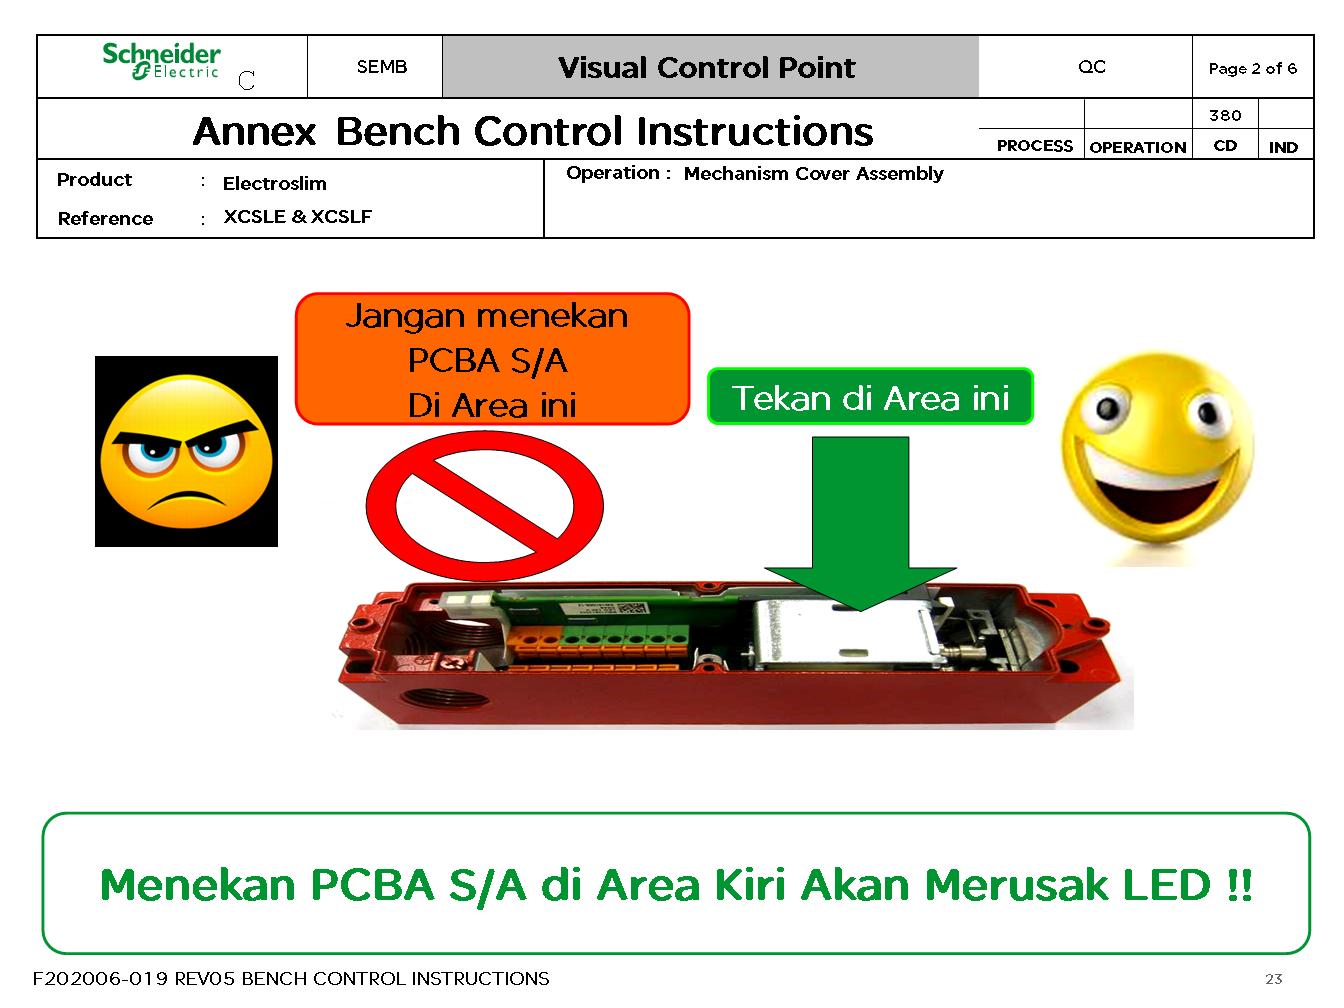 Schneider
Electric
C
SEMB
Visual Control Point
QC
Page 2 of 6
Annex Bench Control Instructions
380
PROCESS
OPERATION
CD
IND
Product : Electroslim
Reference : XCSLE & XCSLF
Operation : Mechanism Cover Assembly
Jangan menekan
PCBA S/A
Di Area ini
Tekan di Area ini
Menekan PCBA S/A di Area Kiri Akan Merusak LED !!
F202006-019 REV05 BENCH CONTROL INSTRUCTIONS
23